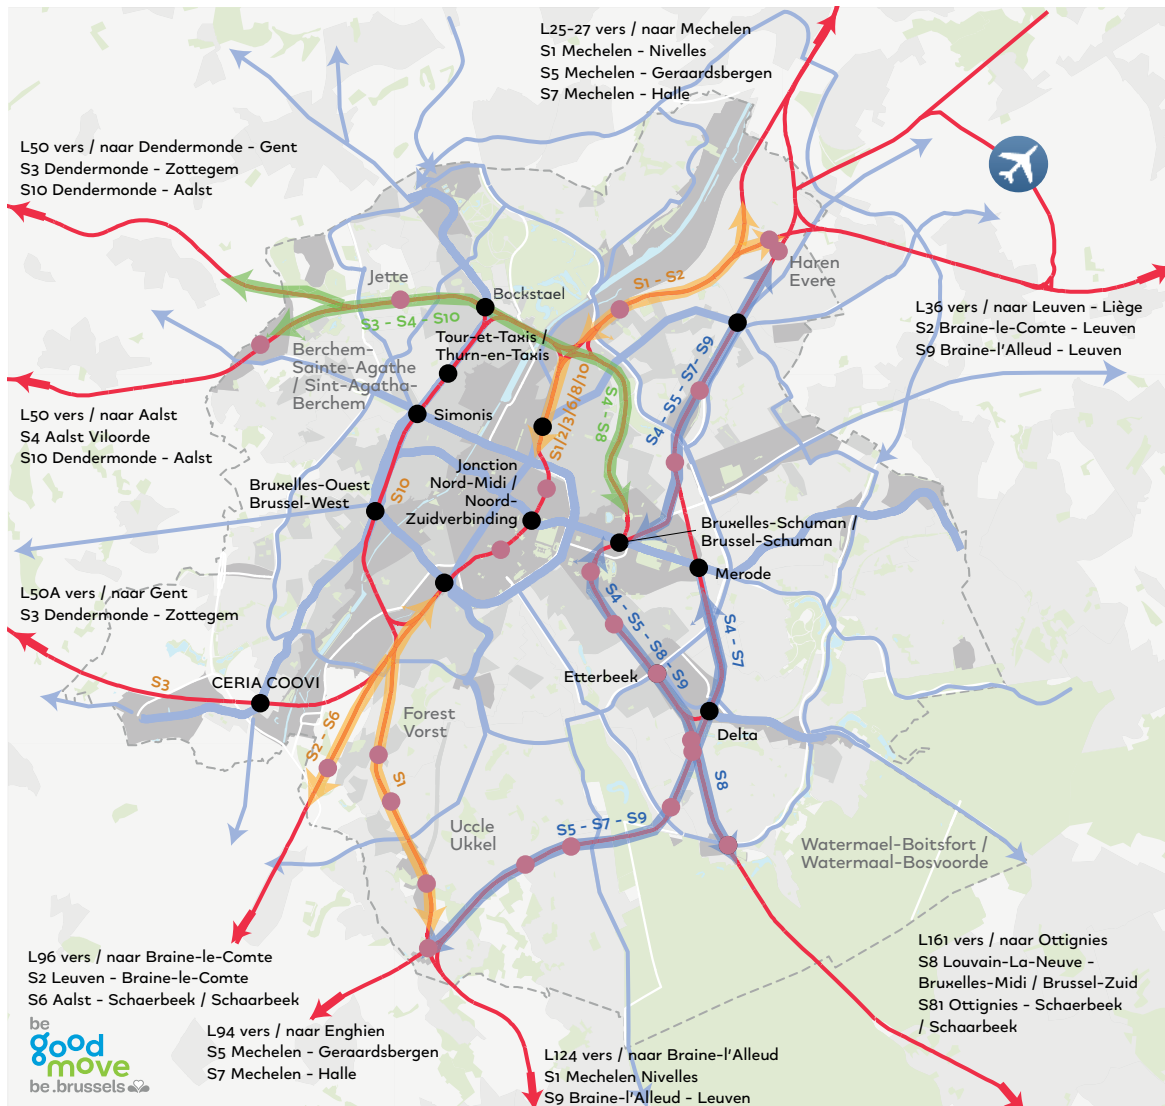 L25-27 vers / naar Mechelen
S1 Mechelen - Nivelles
S5 Mechelen - Geraardsbergen
S7 Mechelen - Halle
L50 vers / naar Dendermonde - Gent
S3 Dendermonde - Zottegem
S10 Dendermonde - Aalst
Jette
Bockstael
S1 - S2
Haren
Evere
S3 - S4 - S10
Tour-et-Taxis /
Thurn-en-Taxis
L36 vers / naar Leuven - Liège
S2 Braine-le-Comte - Leuven
S9 Braine-l'Alleud - Leuven
Berchem-
Sainte-Agathe
/ Sint-Agatha-
Berchem
S1/2/3/6/8/10
S4 - S8
S4 - S5 - S7- S9
L50 vers / naar Aalst
S4 Aalst Viloorde
S10 Dendermonde - Aalst
Simonis
Jonction
Nord-Midi /
Noord-
Zuidverbinding
Bruxelles-Ouest
Brussel-West
S10
Bruxelles-Schuman /
Brussel-Schuman
Merode
L50A vers / naar Gent
S3 Dendermonde - Zottegem
S4 - S5 - S8 - S9
S4 - S7
Etterbeek
S3
CERIA COOVI
Forest
Vorst
Delta
S2 - S6
S1
S8
Uccle
Ukkel
S5 - S7 - S9
Watermael-Boitsfort /
Watermaal-Bosvoorde
L96 vers / naar Braine-le-Comte
S2 Leuven - Braine-le-Comte
S6 Aalst - Schaerbeek / Schaarbeek
L161 vers / naar Ottignies
S8 Louvain-La-Neuve -
Bruxelles-Midi / Brussel-Zuid
S81 Ottignies - Schaerbeek
/ Schaarbeek
be
good
move
be.brussels
L94 vers / naar Enghien
S5 Mechelen - Geraardsbergen
S7 Mechelen - Halle
L124 vers / naar Braine-l'Alleud
S1 Mechelen Nivelles
S9 Braine-l'Alleud - Leuven